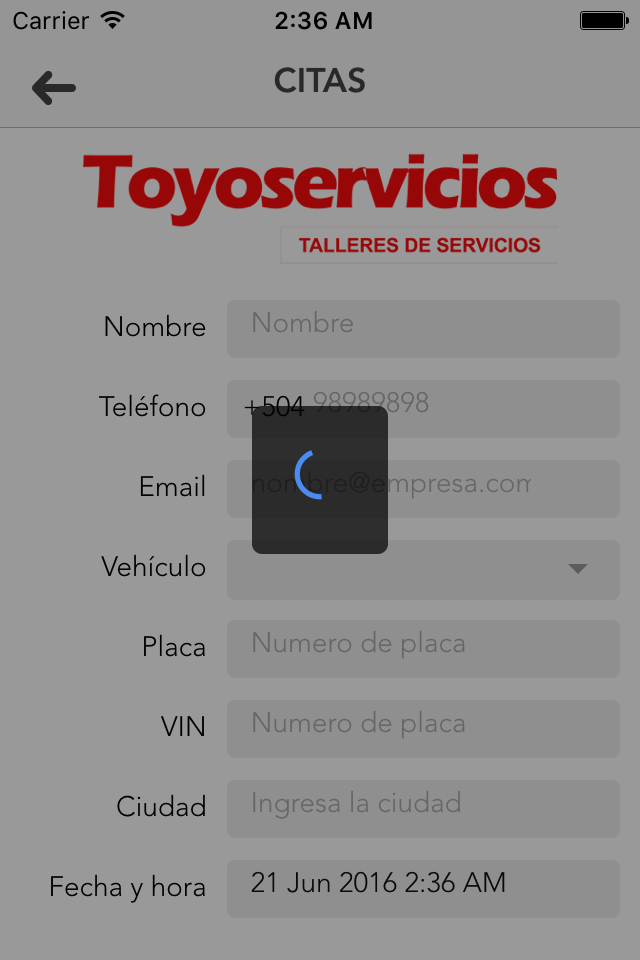 Carrier 2:36 AM
CITAS
Toyoservicios
TALLERES DE SERVICIOS
Nombre Nombre
Teléfono +504 98989898
Email nombre@empresa.com
Vehículo
Placa Numero de placa
VIN Numero de placa
Ciudad Ingresa la ciudad
Fecha y hora 21 Jun 2016 2:36 AM